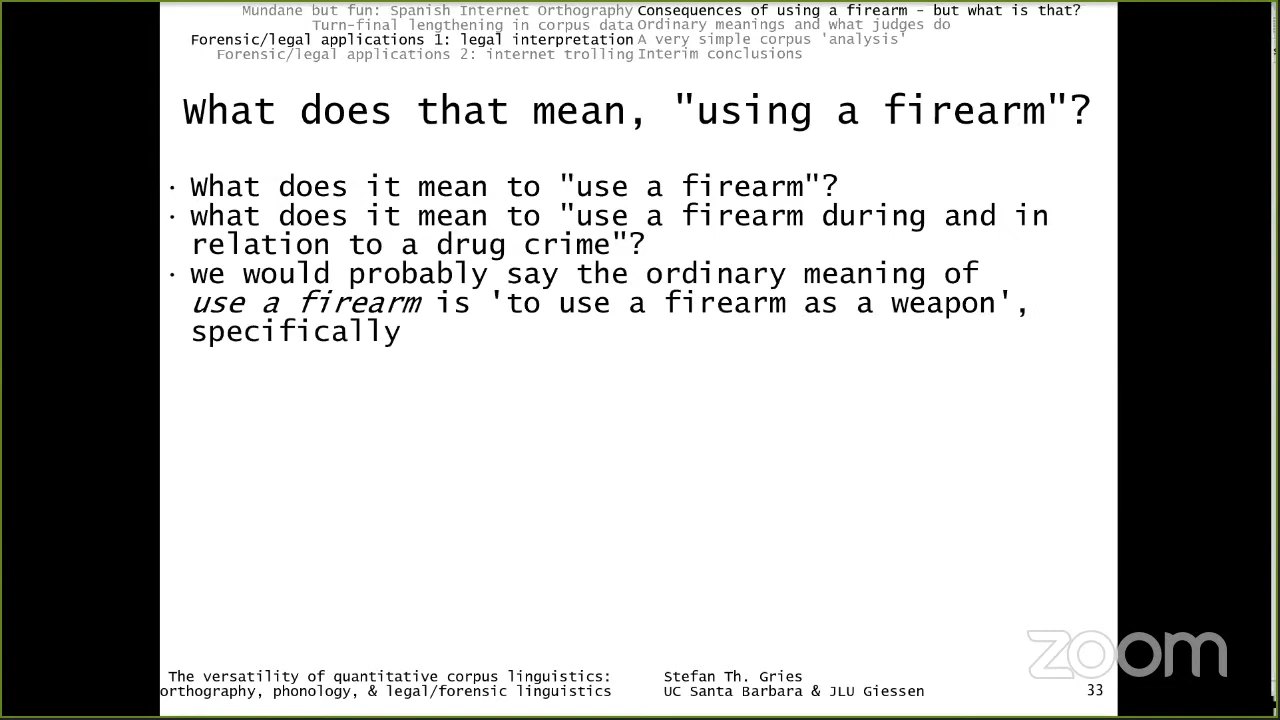 Mundane but fun: Spanish Internet Orthography
Turn-final lengthening in corpus data
Forensic/legal applications 1: legal interpretation
Forensic/legal applications 2: internet trolling
Consequences of using a firearm - but what is that?
Ordinary meanings and what judges do
A very simple corpus 'analysis'
Interim conclusions
What does that mean, "using a firearm"?
· What does it mean to "use a firearm"?
· what does it mean to "use a firearm during and in
relation to a drug crime"?
· we would probably say the ordinary meaning of
use a firearm is 'to use a firearm as a weapon',
specifically
The versatility of quantitative corpus linguistics:
orthography, phonology, & legal/forensic linguistics
Stefan Th. Gries
UC Santa Barbara & JLU Giessen
33
zoom